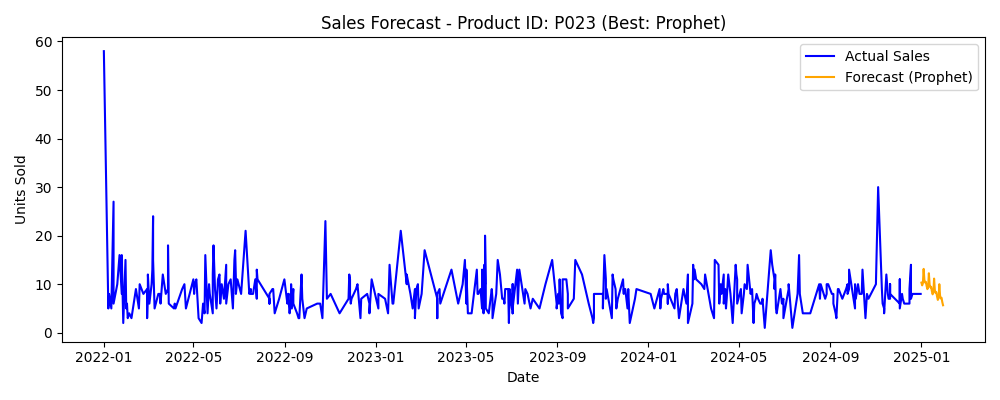 Sales Forecast - Product ID: P023 (Best: Prophet)
Actual Sales
Forecast (Prophet)
Units Sold
60
50
40
30
20
10
0
2022-01 2022-05 2022-09 2023-01 2023-05 2023-09 2024-01 2024-05 2024-09 2025-01
Date